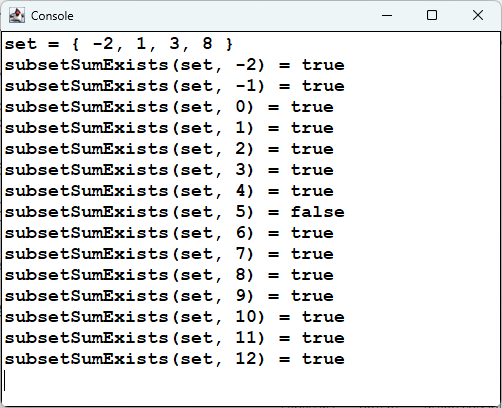 Console
set = { -2, 1, 3, 8 }
subsetSumExists(set, -2) = true
subsetSumExists(set, -1) = true
subsetSumExists(set, 0) = true
subsetSumExists(set, 1) = true
subsetSumExists(set, 2) = true
subsetSumExists(set, 3) = true
subsetSumExists(set, 4) = true
subsetSumExists(set, 5) = false
subsetSumExists(set, 6) = true
subsetSumExists(set, 7) = true
subsetSumExists(set, 8) = true
subsetSumExists(set, 9) = true
subsetSumExists(set, 10) = true
subsetSumExists(set, 11) = true
subsetSumExists(set, 12) = true